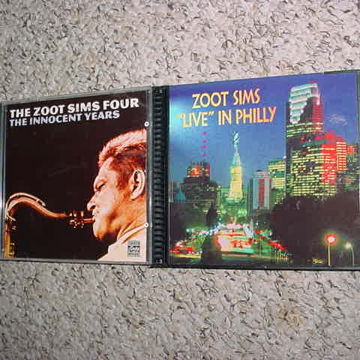 THE ZOOT SIMS FOUR
THE INNOCENT YEARS
ZOOT SIMS
"LIVE" IN PHILLY